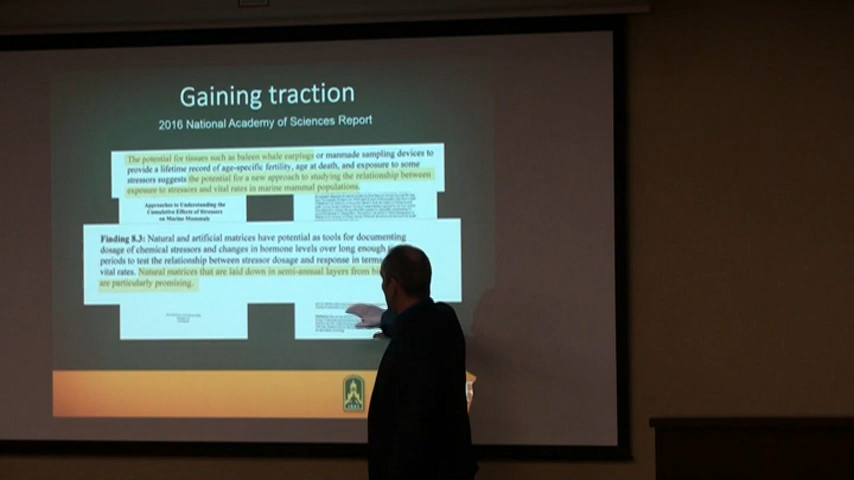 Gaining traction
2016 National Academy of Sciences Report
The potential for tissues such as baleen whale earplugs or manmade sampling devices to
provide a lifetime record of age-specific fertility, age at death, and exposure to some
stressors suggests the potential for a new approach to studying the relationship between
exposure to stressors and vital rates in marine mammal populations.
Approaches to Understanding the
Cumulative Effects of Stressors
on Marine Mammals
Finding 8.3: Natural and artificial matrices have potential as tools for documenting
dosage of chemical stressors and changes in hormone levels over long enough
periods to test the relationship between stressor dosage and response in terms
vital rates. Natural matrices that are laid down in semi-annual layers from
are particularly promising.